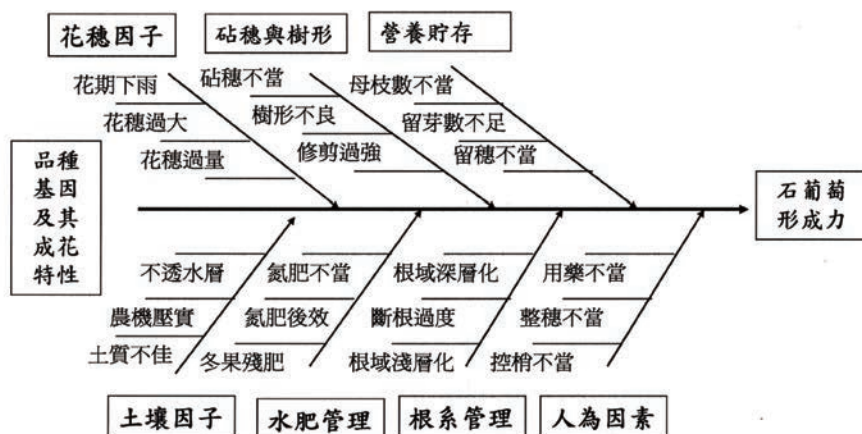 花穗因子
砧穗與樹形
營養貯存
花期下雨
花穗過大
花穗過量
砧穗不當
樹形不良
修剪過強
母枝數不當
留芽數不足
留穗不當
品種
基因
及其
成花
特性
石葡萄
形成力
不透水層
農機壓實
土質不佳
氮肥不當
氮肥後效
冬果殘肥
根域深層化
斷根過度
根域淺層化
用藥不當
整穗不當
控梢不當
土壤因子
水肥管理
根系管理
人為因素